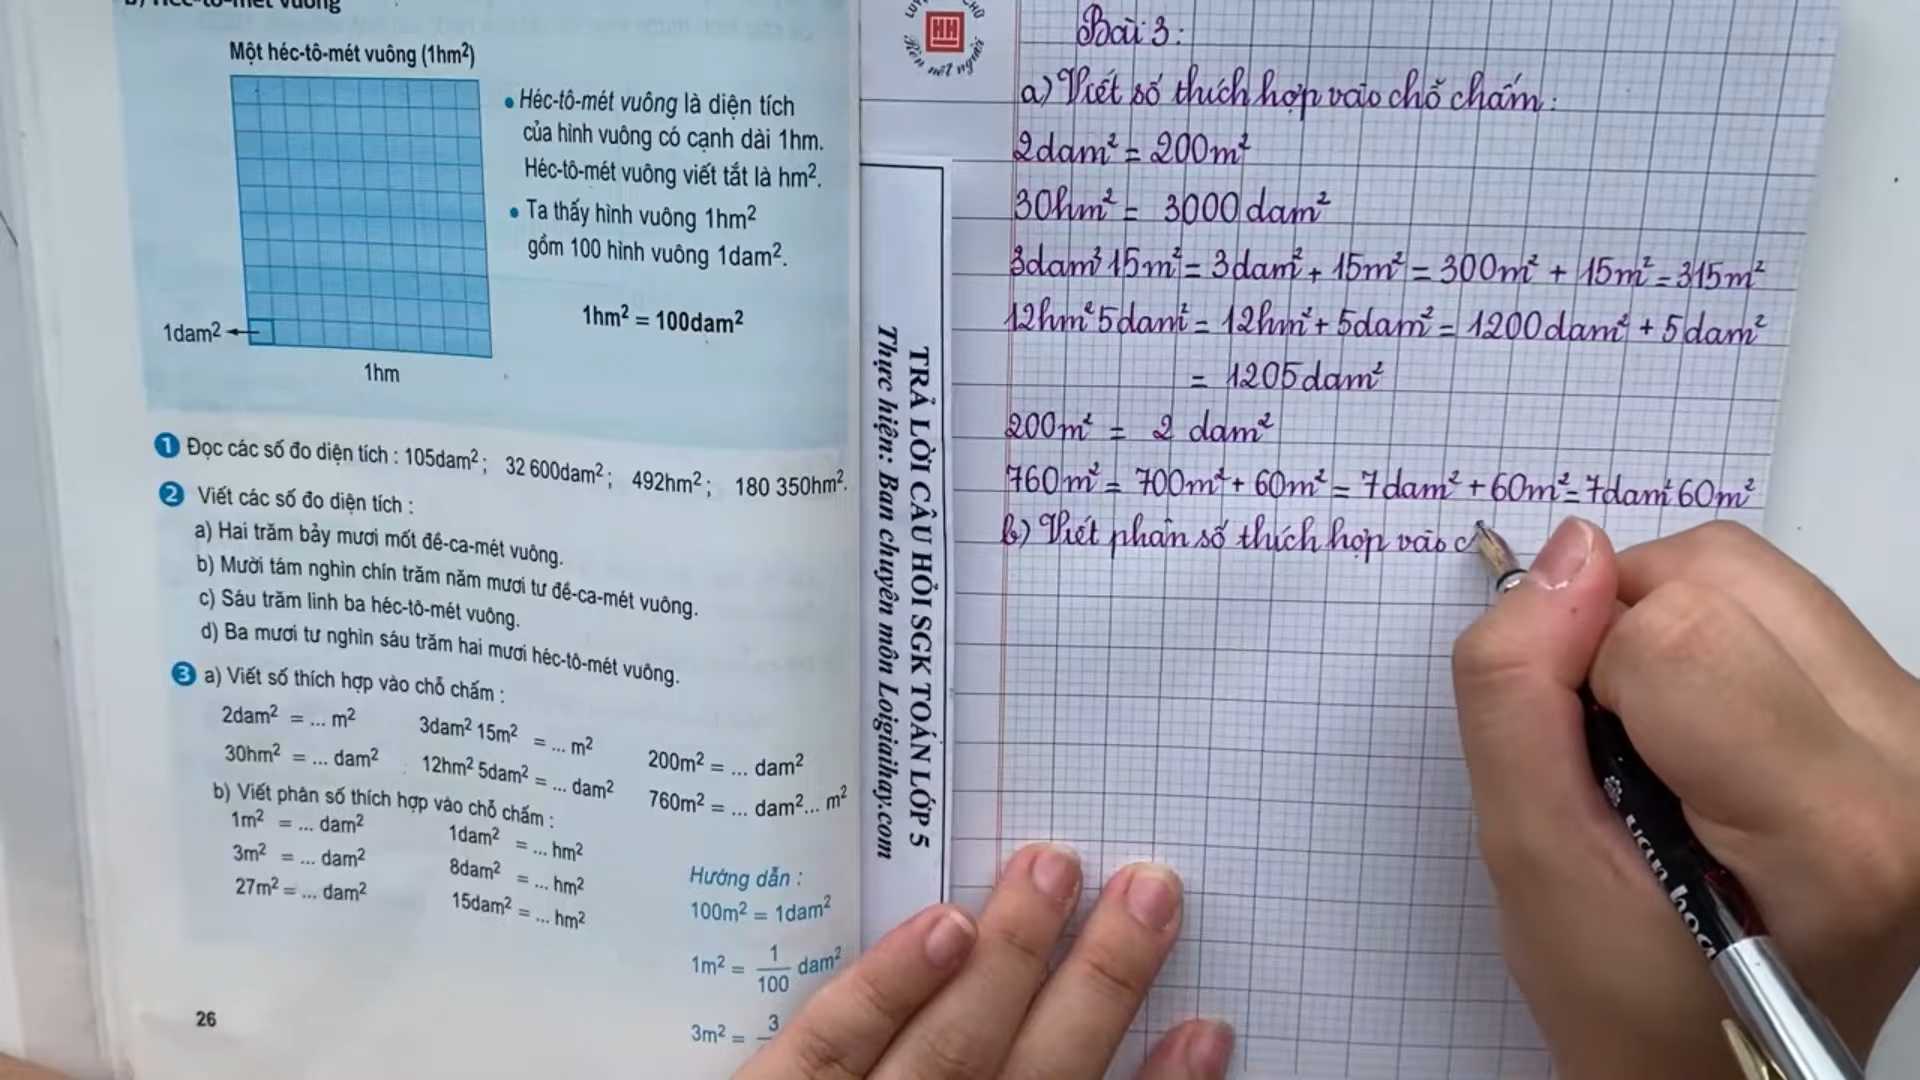 Một héc-tô-mét vuông (1hm²)
• Héc-tô-mét vuông là diện tích
của hình vuông có cạnh dài 1hm.
Héc-tô-mét vuông viết tắt là hm².
• Ta thấy hình vuông 1hm²
gồm 100 hình vuông 1dam².
1hm² = 100dam²
1dam²
1hm
1 Đọc các số đo diện tích : 105dam² ; 32 600dam² ; 492hm² ; 180 350hm².
2 Viết các số đo diện tích :
a) Hai trăm bảy mươi mốt đề-ca-mét vuông.
b) Mười tám nghìn chín trăm năm mươi tư đề-ca-mét vuông.
c) Sáu trăm linh ba héc-tô-mét vuông.
d) Ba mươi tư nghìn sáu trăm hai mươi héc-tô-mét vuông.
3 a) Viết số thích hợp vào chỗ chấm :
2dam² = ... m² 3dam² 15m² = ... m² 200m² = ... dam²
30hm² = ... dam² 12hm² 5dam² = ... dam² 760m² = ... dam²... m²
b) Viết phân số thích hợp vào chỗ chấm :
1m² = ... dam² 1dam² = ... hm²
3m² = ... dam² 8dam² = ... hm²
27m² = ... dam² 15dam² = ... hm²
Hướng dẫn :
100m² = 1dam²
1m² = 1/100 dam²
3m² = 3
26
TRẢ LỜI CÂU HỎI SGK TOÁN LỚP 5
Thực hiện: Ban chuyên môn Loigiaihay.com
HH
Rèn nết người
Bài 3:
a) Viết số thích hợp vào chỗ chấm:
2dam² = 200m²
30hm² = 3000dam²
3dam² 15m² = 3dam² + 15m² = 300m² + 15m² = 315m²
12hm² 5dam² = 12hm² + 5dam² = 1200dam² + 5dam²
= 1205dam²
200m² = 2 dam²
760m² = 700m² + 60m² = 7dam² + 60m² = 7dam² 60m²
b) Viết phân số thích hợp vào c